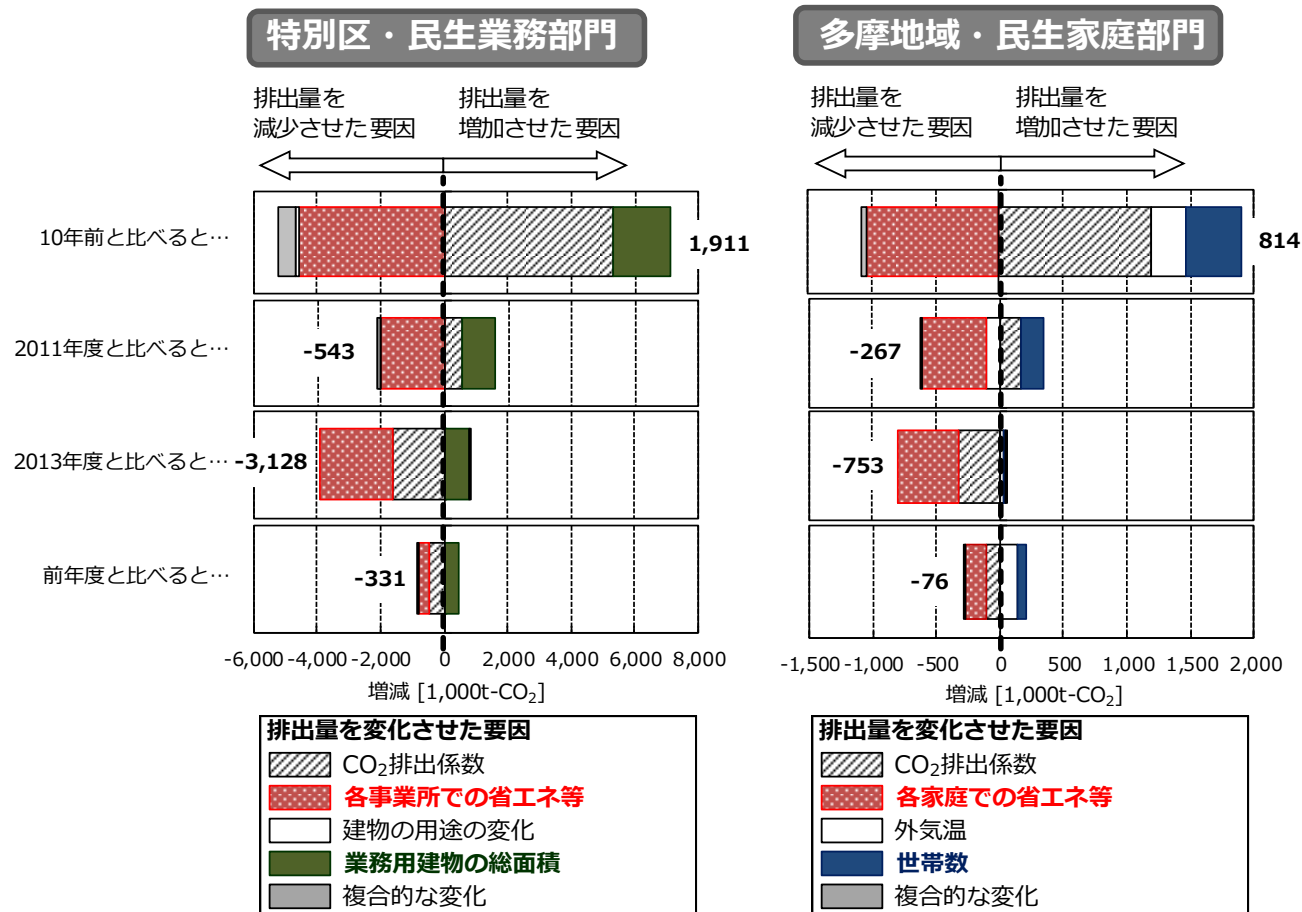 特別区・民生業務部門
排出量を
減少させた要因
排出量を
増加させた要因
10年前と比べると…
1,911
2011年度と比べると…
-543
2013年度と比べると…
-3,128
前年度と比べると…
-331
-6,000 -4,000 -2,000 0 2,000 4,000 6,000 8,000
増減 [1,000t-CO₂]
排出量を変化させた要因
CO₂排出係数
各事業所での省エネ等
建物の用途の変化
業務用建物の総面積
複合的な変化
多摩地域・民生家庭部門
排出量を
減少させた要因
排出量を
増加させた要因
814
-267
-753
-76
-1,500 -1,000 -500 0 500 1,000 1,500 2,000
増減 [1,000t-CO₂]
排出量を変化させた要因
CO₂排出係数
各家庭での省エネ等
外気温
世帯数
複合的な変化